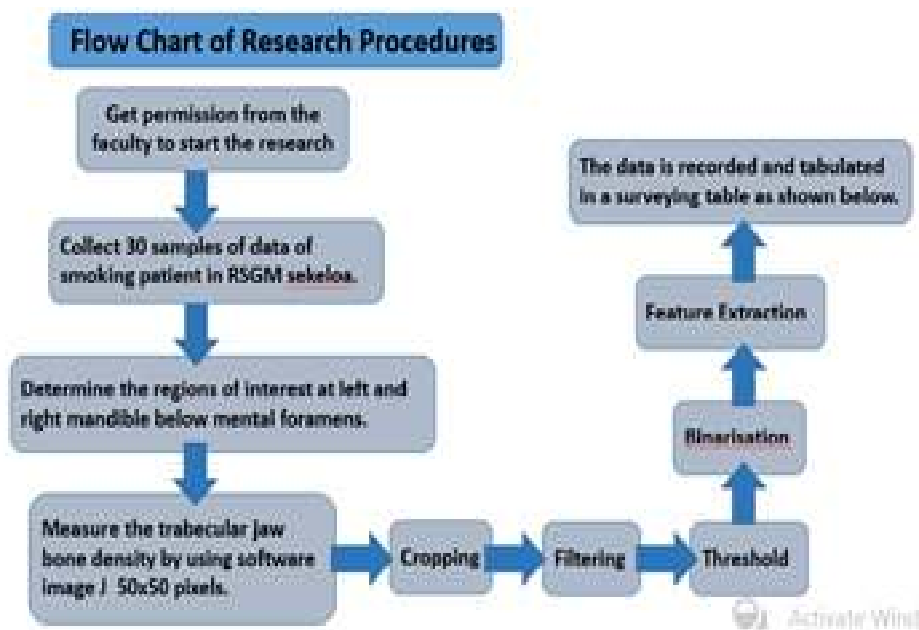 Flow Chart of Research Procedures
Get permission from the
faculty to start the research
Collect 30 samples of data of
smoking patient in RSGM sekeloa.
Determine the regions of interest at left and
right mandible below mental foramens.
Measure the trabecular jaw
bone density by using software
image J 50x50 pixels.
Cropping
Filtering
Threshold
Binarisation
Feature Extraction
The data is recorded and tabulated
in a surveying table as shown below.
Activate Wind